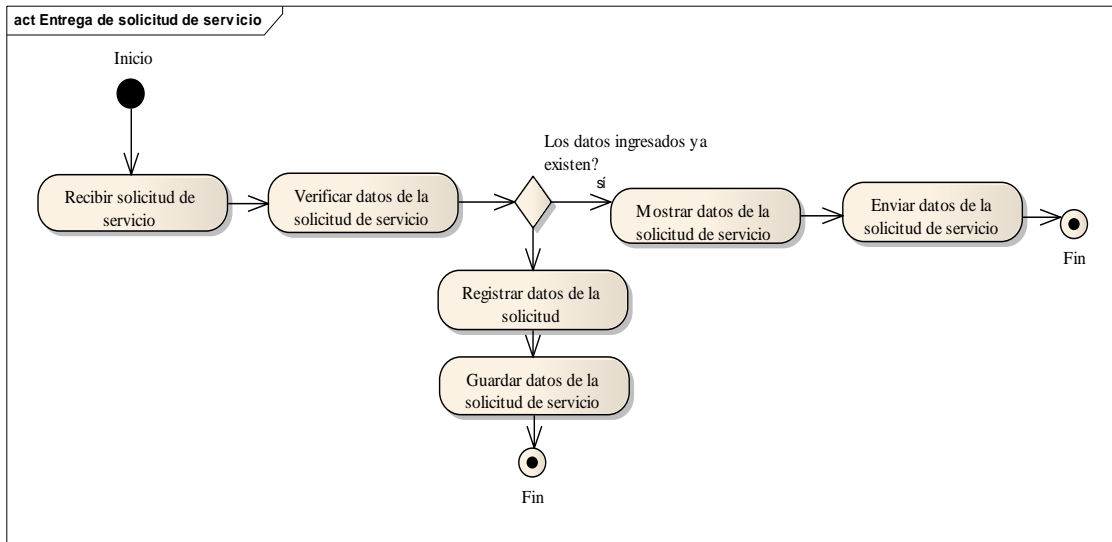 act Entrega de solicitud de servicio
Inicio
Los datos ingresados ya
existen?
sí
Recibir solicitud de
servicio
Verificar datos de la
solicitud de servicio
Mostrar datos de la
solicitud de servicio
Enviar datos de la
solicitud de servicio
Fin
Registrar datos de la
solicitud
Guardar datos de la
solicitud de servicio
Fin